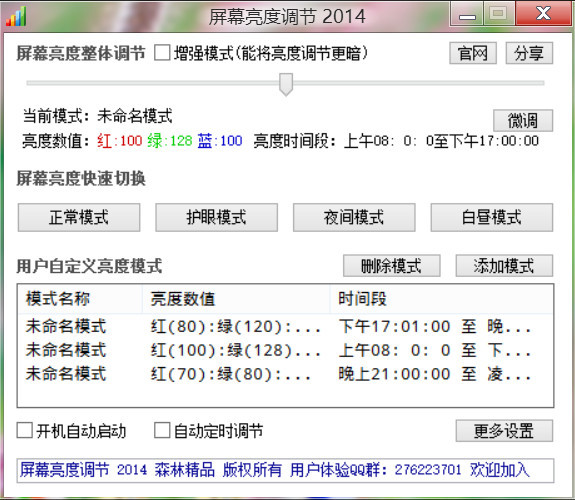 屏幕亮度调节 2014
屏幕亮度整体调节 增强模式(能将亮度调节更暗) 官网 分享
当前模式: 未命名模式
微调
亮度数值: 红:100 绿:128 蓝:100 亮度时间段: 上午08: 0: 0至下午17:00:00
屏幕亮度快速切换
正常模式 护眼模式 夜间模式 白昼模式
用户自定义亮度模式 删除模式 添加模式
模式名称 亮度数值 时间段
未命名模式 红(80):绿(120):... 下午17:01:00 至 晚...
未命名模式 红(100):绿(128)... 上午08: 0: 0 至 下...
未命名模式 红(70):绿(80):... 晚上21:00:00 至 凌...
开机自动启动 自动定时调节 更多设置
屏幕亮度调节 2014 森林精品 版权所有 用户体验QQ群: 276223701 欢迎加入